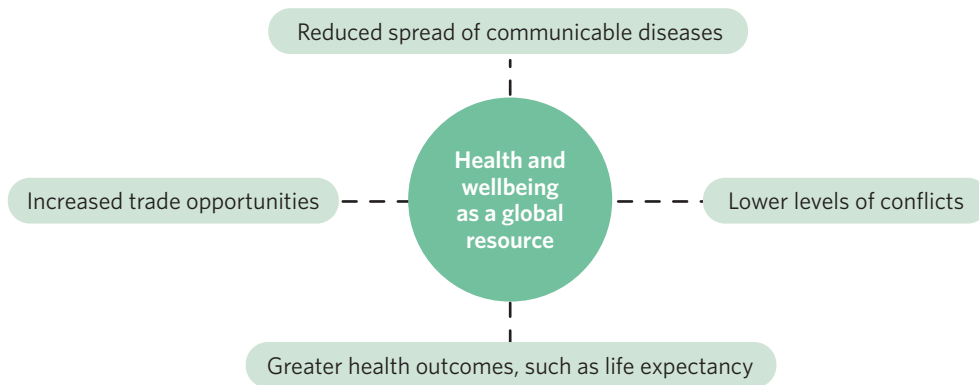 Reduced spread of communicable diseases
Health and
wellbeing
as a global
resource
Increased trade opportunities
Lower levels of conflicts
Greater health outcomes, such as life expectancy